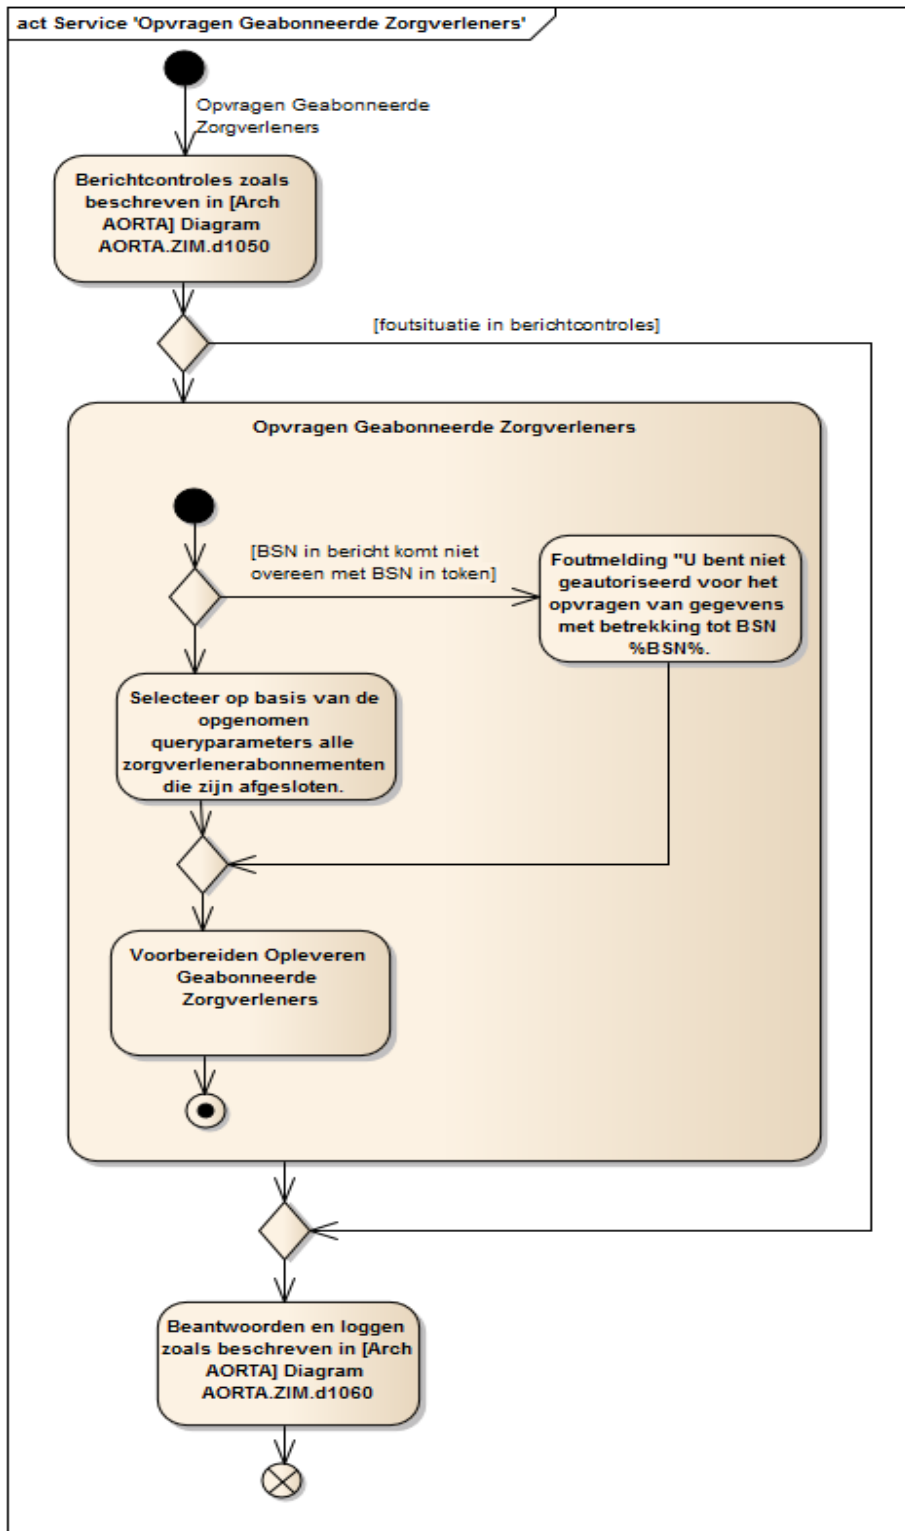 act Service 'Opvragen Geabonneerde Zorgverleners'
Opvragen Geabonneerde
Zorgverleners
Berichtcontroles zoals
beschreven in [Arch
AORTA] Diagram
AORTA.ZIM.d1050
[foutsituatie in berichtcontroles]
Opvragen Geabonneerde Zorgverleners
[BSN in bericht komt niet
overeen met BSN in token]
Foutmelding "U bent niet
geautoriseerd voor het
opvragen van gegevens
met betrekking tot BSN
%BSN%.
Selecteer op basis van de
opgenomen
queryparameters alle
zorgverlenerabonnementen
die zijn afgesloten.
Voorbereiden Opleveren
Geabonneerde
Zorgverleners
Beantwoorden en loggen
zoals beschreven in [Arch
AORTA] Diagram
AORTA.ZIM.d1060